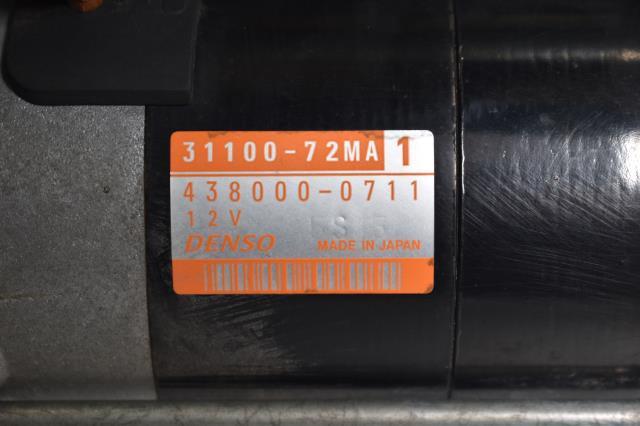 31100-72MA 1
438000-0711
12V
DENSO MADE IN JAPAN